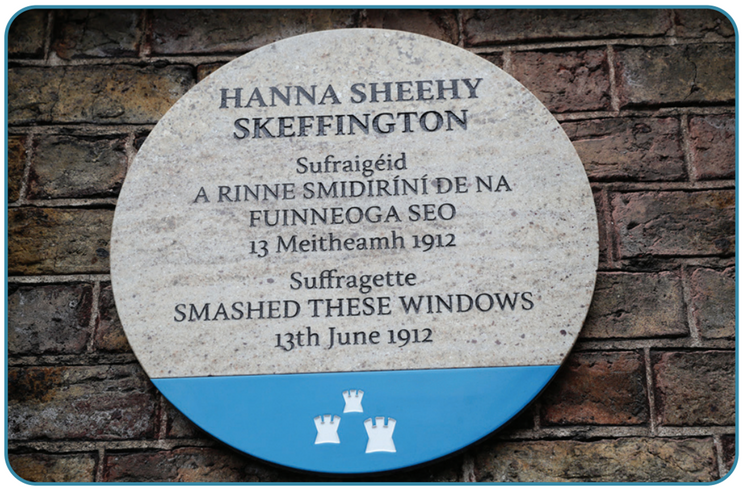 HANNA SHEEHY
SKEFFINGTON
Sufraigéid
A RINNE SMIDIRÍNÍ DE NA
FUINNEOGA SEO
13 Meitheamh 1912
Suffragette
SMASHED THESE WINDOWS
13th June 1912